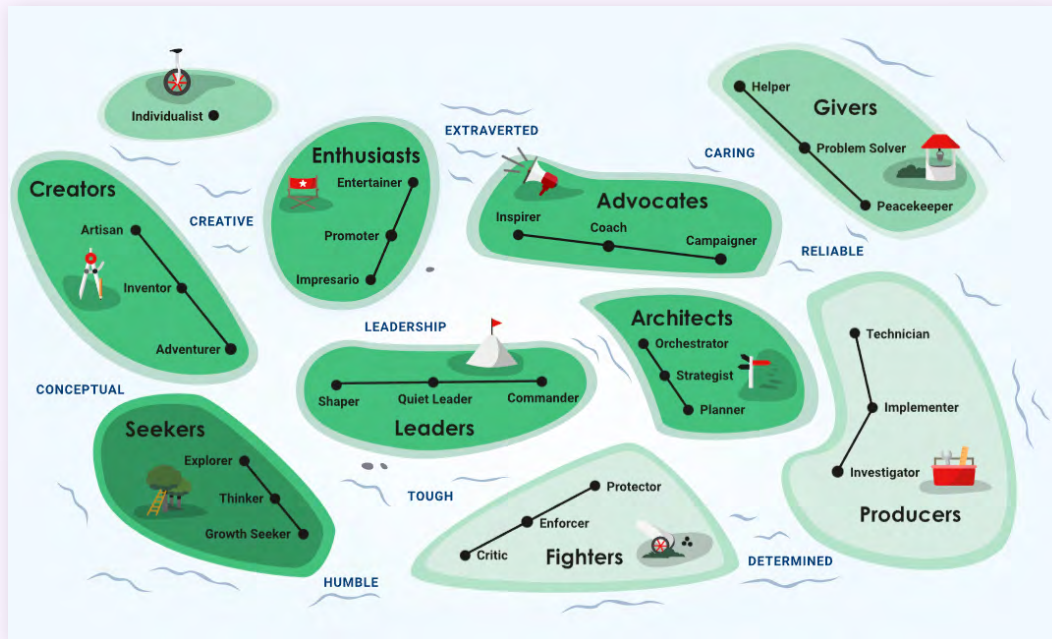 Individualist
Creators
Artisan
Inventor
Adventurer
CREATIVE
Enthusiasts
Entertainer
Promoter
Impresario
EXTRAVERTED
Advocates
Inspirer
Coach
Campaigner
CARING
Helper
Givers
Problem Solver
Peacekeeper
RELIABLE
LEADERSHIP
Shaper
Quiet Leader
Commander
Leaders
Architects
Orchestrator
Strategist
Planner
Technician
Implementer
Investigator
Producers
CONCEPTUAL
Seekers
Explorer
Thinker
Growth Seeker
HUMBLE
TOUGH
Protector
Enforcer
Critic
Fighters
DETERMINED